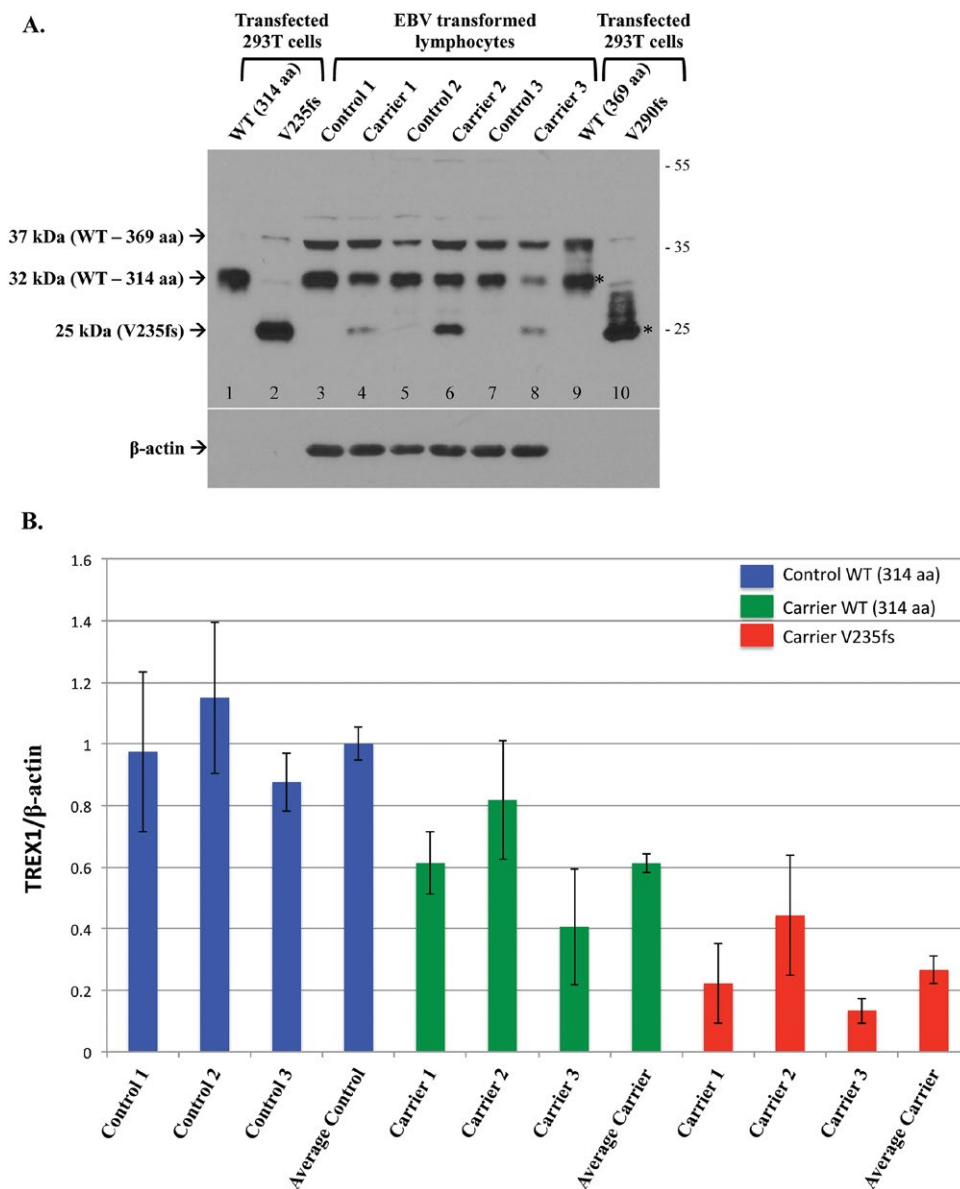 A.
Transfected
293T cells
EBV transformed
lymphocytes
Transfected
293T cells
WT (314 aa)
V235fs
Control 1
Carrier 1
Control 2
Carrier 2
Control 3
Carrier 3
WT (369 aa)
V290fs
- 55
37 kDa (WT – 369 aa) →
- 35
32 kDa (WT – 314 aa) →
*
25 kDa (V235fs) →
* - 25
1 2 3 4 5 6 7 8 9 10
β-actin →
B.
1.6
1.4
1.2
1
0.8
0.6
0.4
0.2
0
TREX1/β-actin
Control WT (314 aa)
Carrier WT (314 aa)
Carrier V235fs
Control 1
Control 2
Control 3
Average Control
Carrier 1
Carrier 2
Carrier 3
Average Carrier
Carrier 1
Carrier 2
Carrier 3
Average Carrier